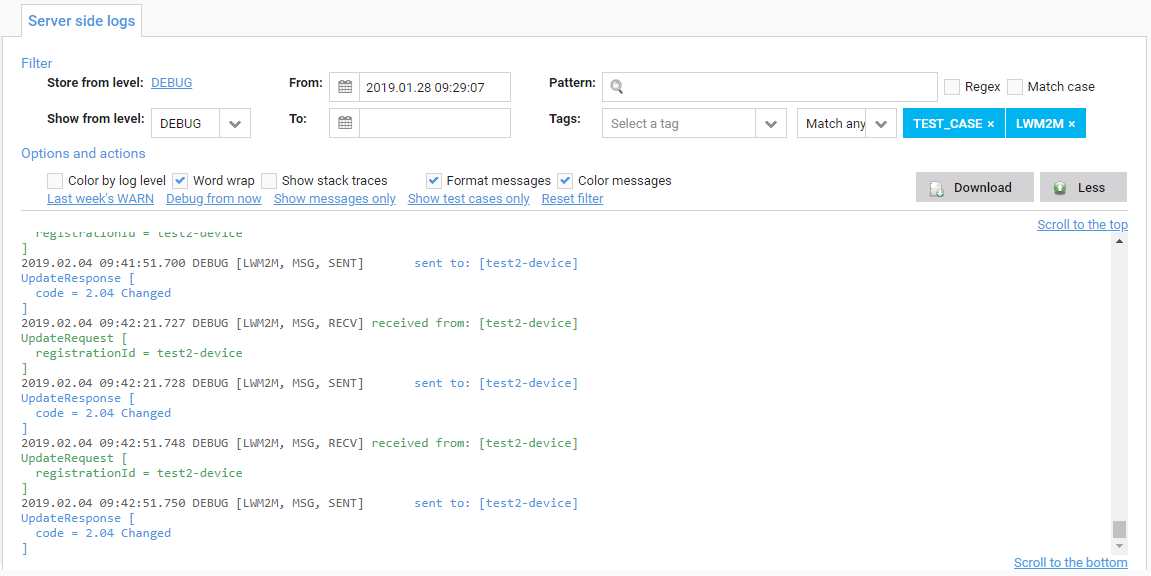 Server side logs
Filter
Store from level: DEBUG From: 2019.01.28 09:29:07 Pattern: Regex Match case
Show from level: DEBUG To: Tags: Select a tag Match any TEST_CASE × LWM2M ×
Options and actions
Color by log level Word wrap Show stack traces Format messages Color messages Download Less
Last week's WARN Debug from now Show messages only Show test cases only Reset filter
Scroll to the top
registrationId = test2-device
]
2019.02.04 09:41:51.700 DEBUG [LWM2M, MSG, SENT] sent to: [test2-device]
UpdateResponse [
code = 2.04 Changed
]
2019.02.04 09:42:21.727 DEBUG [LWM2M, MSG, RECV] received from: [test2-device]
UpdateRequest [
registrationId = test2-device
]
2019.02.04 09:42:21.728 DEBUG [LWM2M, MSG, SENT] sent to: [test2-device]
UpdateResponse [
code = 2.04 Changed
]
2019.02.04 09:42:51.748 DEBUG [LWM2M, MSG, RECV] received from: [test2-device]
UpdateRequest [
registrationId = test2-device
]
2019.02.04 09:42:51.750 DEBUG [LWM2M, MSG, SENT] sent to: [test2-device]
UpdateResponse [
code = 2.04 Changed
]
Scroll to the bottom